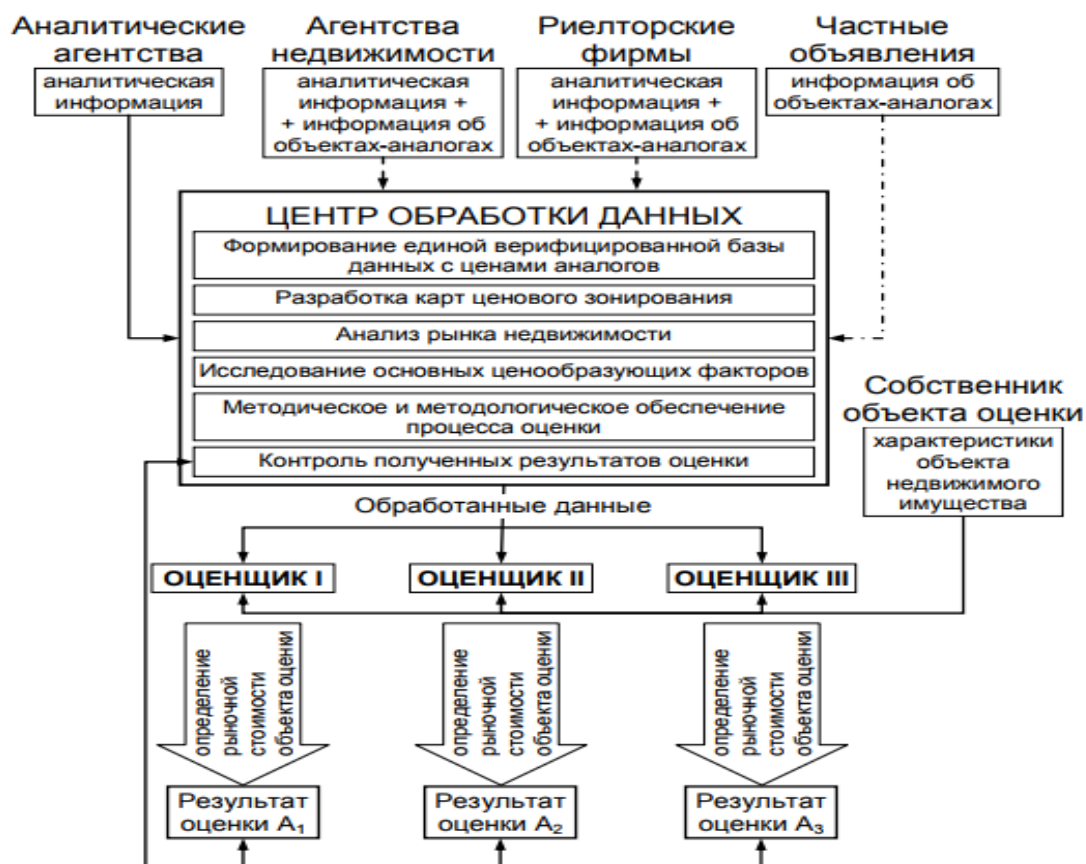 Аналитические
агентства
аналитическая
информация
Агентства
недвижимости
аналитическая
информация +
+ информация об
объектах-аналогах
Риелторские
фирмы
аналитическая
информация +
+ информация об
объектах-аналогах
Частные
объявления
информация об
объектах-аналогах
ЦЕНТР ОБРАБОТКИ ДАННЫХ
Формирование единой верифицированной базы
данных с ценами аналогов
Разработка карт ценового зонирования
Анализ рынка недвижимости
Исследование основных ценообразующих факторов
Методическое и методологическое обеспечение
процесса оценки
Контроль полученных результатов оценки
Собственник
объекта оценки
характеристики
объекта
недвижимого
имущества
Обработанные данные
ОЦЕНЩИК I
ОЦЕНЩИК II
ОЦЕНЩИК III
определение
рыночной
стоимости
объекта оценки
определение
рыночной
стоимости
объекта оценки
определение
рыночной
стоимости
объекта оценки
Результат
оценки А₁
Результат
оценки А₂
Результат
оценки А₃